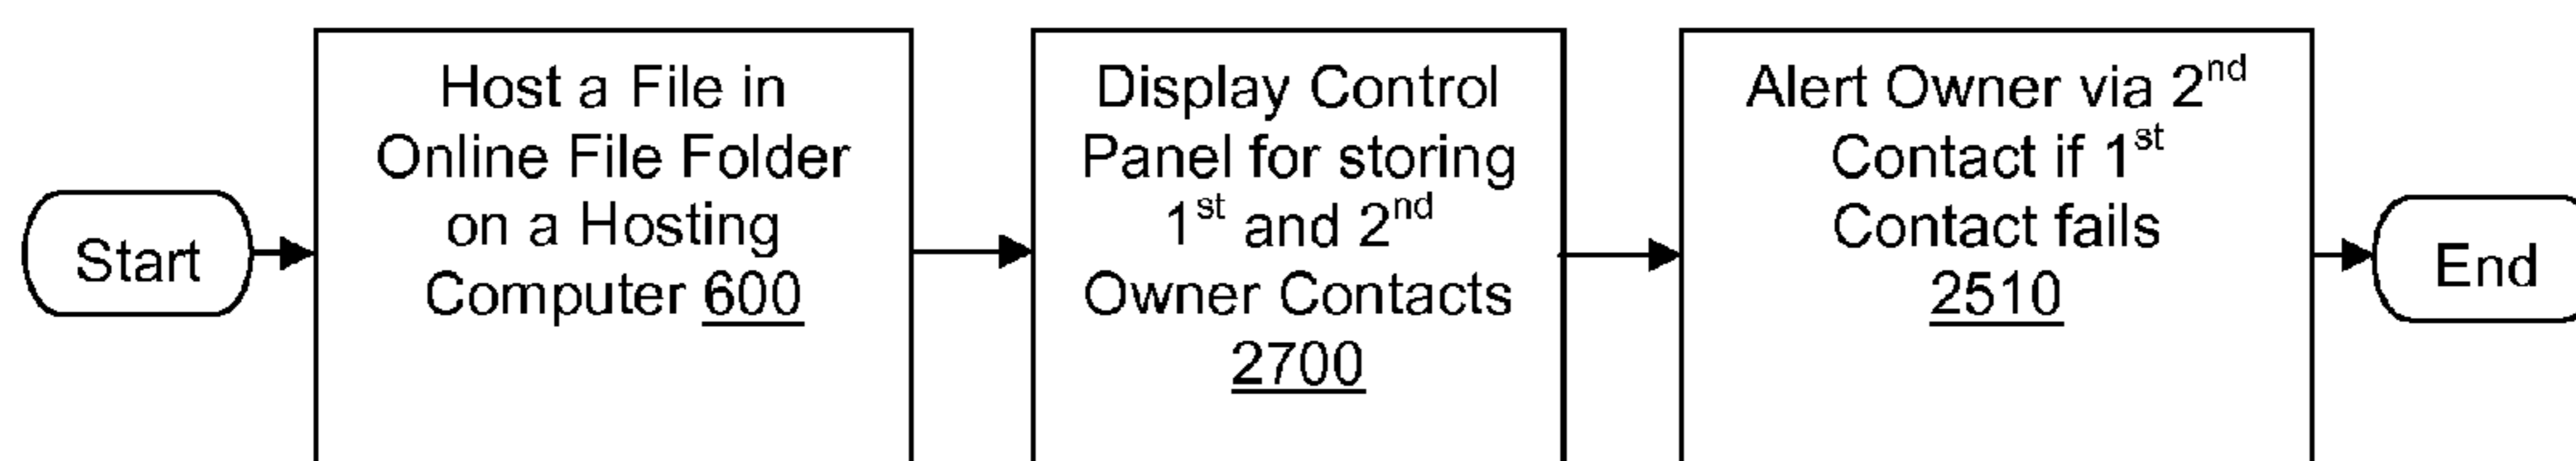 Start
Host a File in
Online File Folder
on a Hosting
Computer 600
Display Control
Panel for storing
1st and 2nd
Owner Contacts
2700
Alert Owner via 2nd
Contact if 1st
Contact fails
2510
End